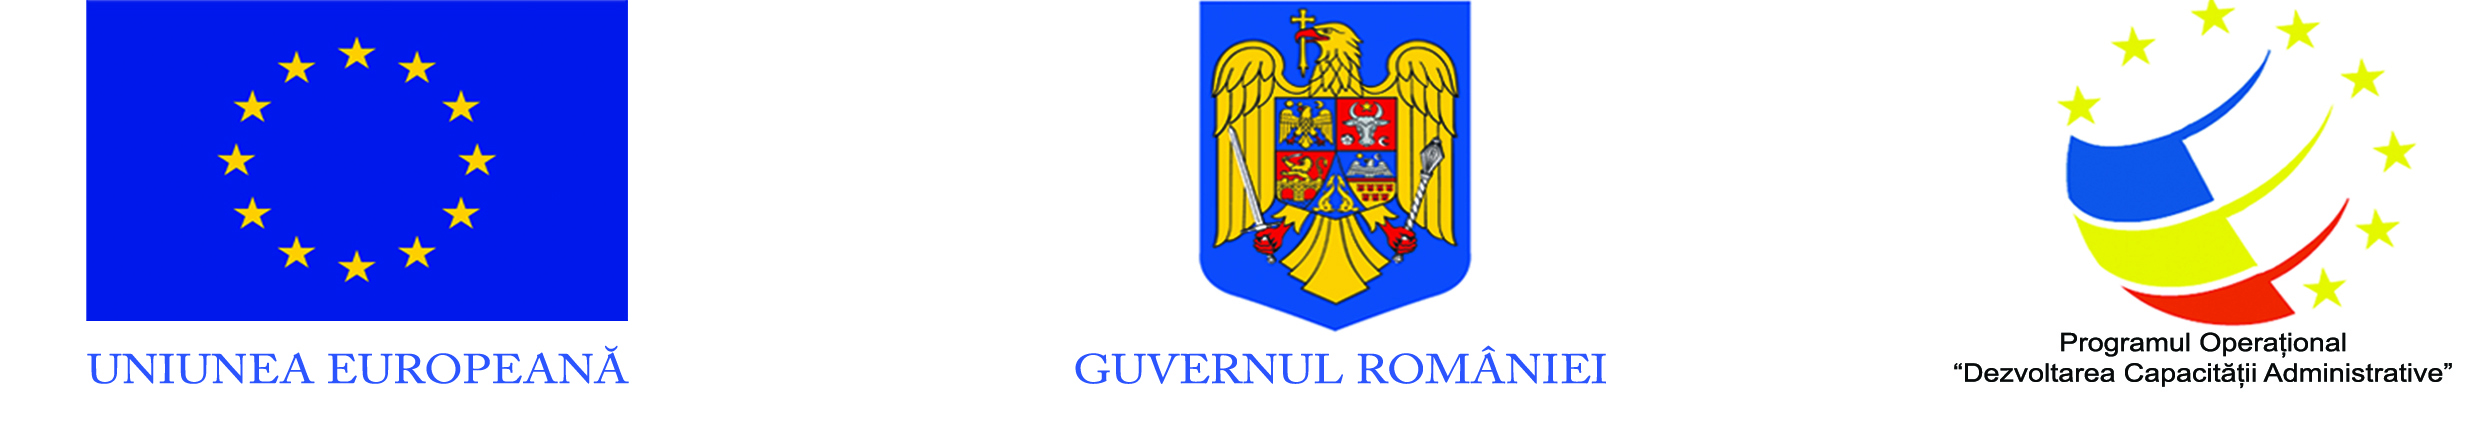 UNIUNEA EUROPEANĂ
GUVERNUL ROMÂNIEI
Programul Operațional
“Dezvoltarea Capacității Administrative”